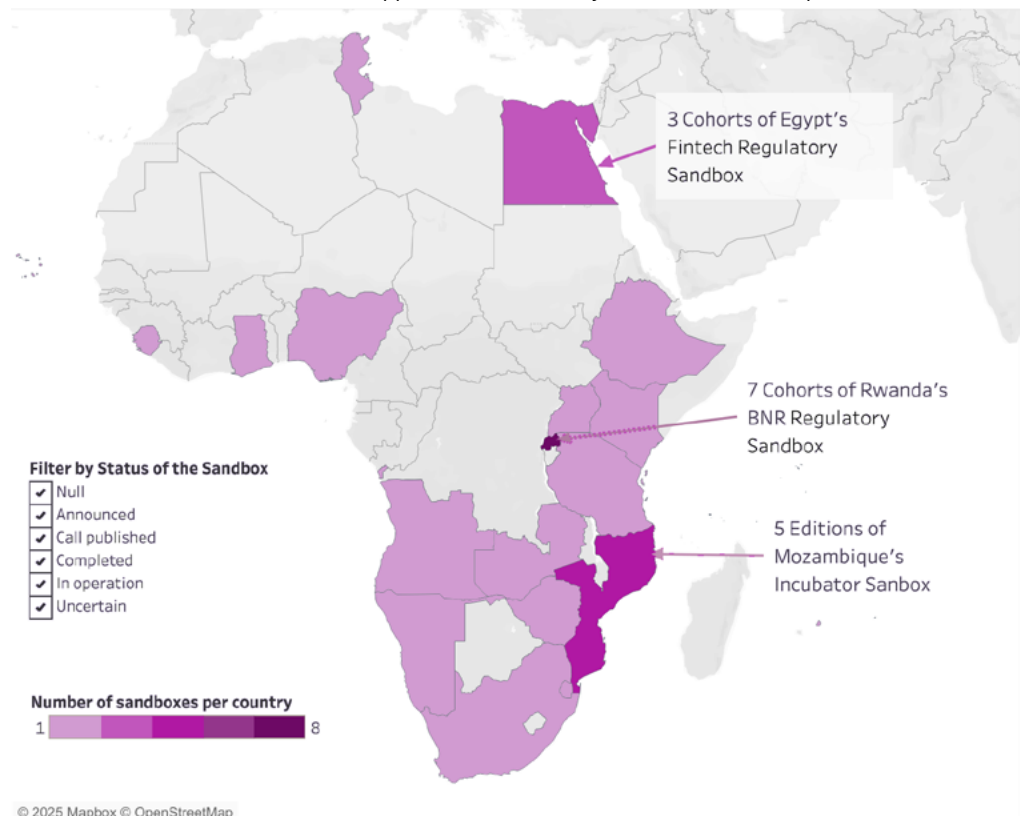 3 Cohorts of Egypt's
Fintech Regulatory
Sandbox
7 Cohorts of Rwanda's
BNR Regulatory
Sandbox
Filter by Status of the Sandbox
Null
Announced
Call published
Completed
In operation
Uncertain
5 Editions of
Mozambique's
Incubator Sanbox
Number of sandboxes per country
1 8
© 2025 Mapbox © OpenStreetMap